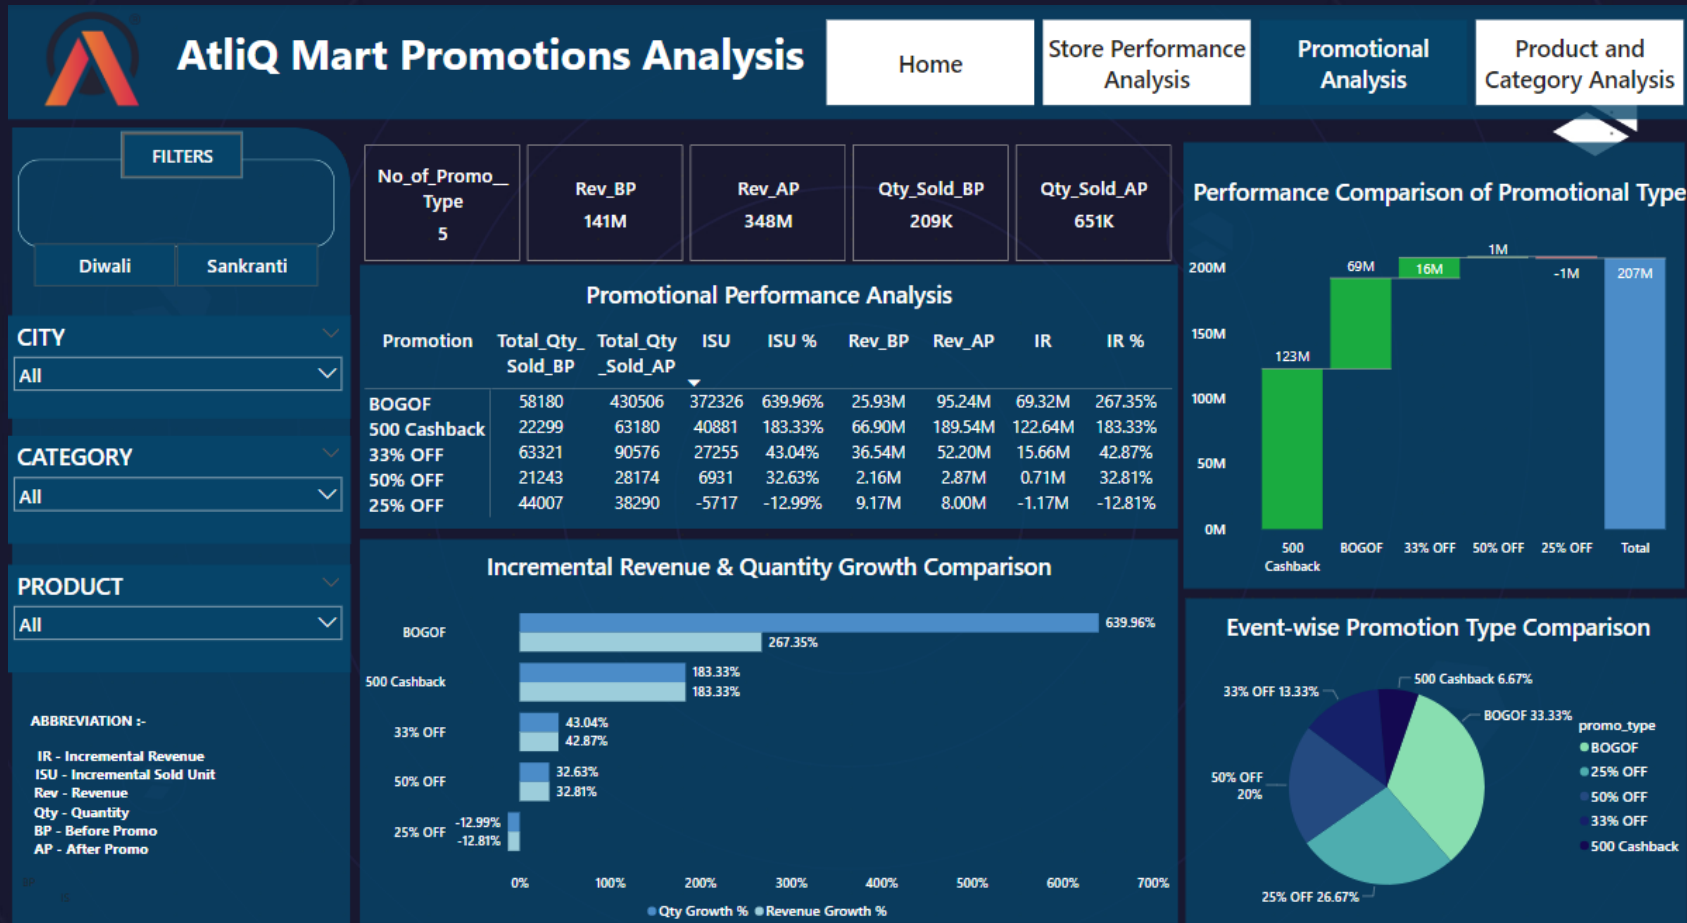 AtliQ Mart Promotions Analysis
Home
Store Performance
Analysis
Promotional
Analysis
Product and
Category Analysis
FILTERS
Diwali
Sankranti
CITY
All
CATEGORY
All
PRODUCT
All
ABBREVIATION :-
IR - Incremental Revenue
ISU - Incremental Sold Unit
Rev - Revenue
Qty - Quantity
BP - Before Promo
AP - After Promo
No_of_Promo__
Type
5
Rev_BP
141M
Rev_AP
348M
Qty_Sold_BP
209K
Qty_Sold_AP
651K
Promotional Performance Analysis
Promotion Total_Qty_ Total_Qty ISU ISU % Rev_BP Rev_AP IR IR %
Sold_BP _Sold_AP
BOGOF 58180 430506 372326 639.96% 25.93M 95.24M 69.32M 267.35%
500 Cashback 22299 63180 40881 183.33% 66.90M 189.54M 122.64M 183.33%
33% OFF 63321 90576 27255 43.04% 36.54M 52.20M 15.66M 42.87%
50% OFF 21243 28174 6931 32.63% 2.16M 2.87M 0.71M 32.81%
25% OFF 44007 38290 -5717 -12.99% 9.17M 8.00M -1.17M -12.81%
Incremental Revenue & Quantity Growth Comparison
BOGOF
639.96%
267.35%
500 Cashback
183.33%
183.33%
33% OFF
43.04%
42.87%
50% OFF
32.63%
32.81%
25% OFF
-12.99%
-12.81%
0% 100% 200% 300% 400% 500% 600% 700%
Qty Growth % Revenue Growth %
Performance Comparison of Promotional Type
200M
150M
100M
50M
0M
123M
69M
16M
1M
-1M
207M
500
Cashback
BOGOF
33% OFF
50% OFF
25% OFF
Total
Event-wise Promotion Type Comparison
500 Cashback 6.67%
33% OFF 13.33%
BOGOF 33.33%
50% OFF
20%
25% OFF 26.67%
promo_type
BOGOF
25% OFF
50% OFF
33% OFF
500 Cashback